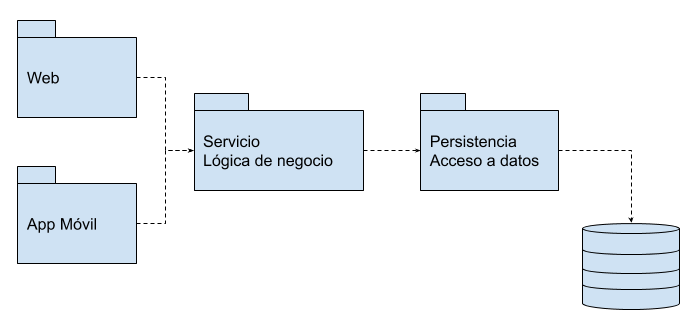 Web
App Móvil
Servicio
Lógica de negocio
Persistencia
Acceso a datos